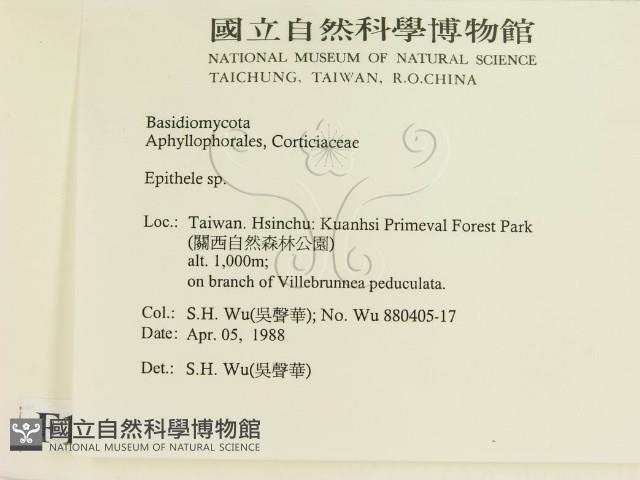 國立自然科學博物館
NATIONAL MUSEUM OF NATURAL SCIENCE
TAICHUNG, TAIWAN, R.O.CHINA
Basidiomycota
Aphyllophorales, Corticiaceae
Epithele sp.
Loc.: Taiwan. Hsinchu: Kuanhsi Primeval Forest Park
(關西自然森林公園)
alt. 1,000m;
on branch of Villebrunnea peduculata.
Col.: S.H. Wu(吳聲華); No. Wu 880405-17
Date: Apr. 05, 1988
Det.: S.H. Wu(吳聲華)
國立自然科學博物館
NATIONAL MUSEUM OF NATURAL SCIENCE